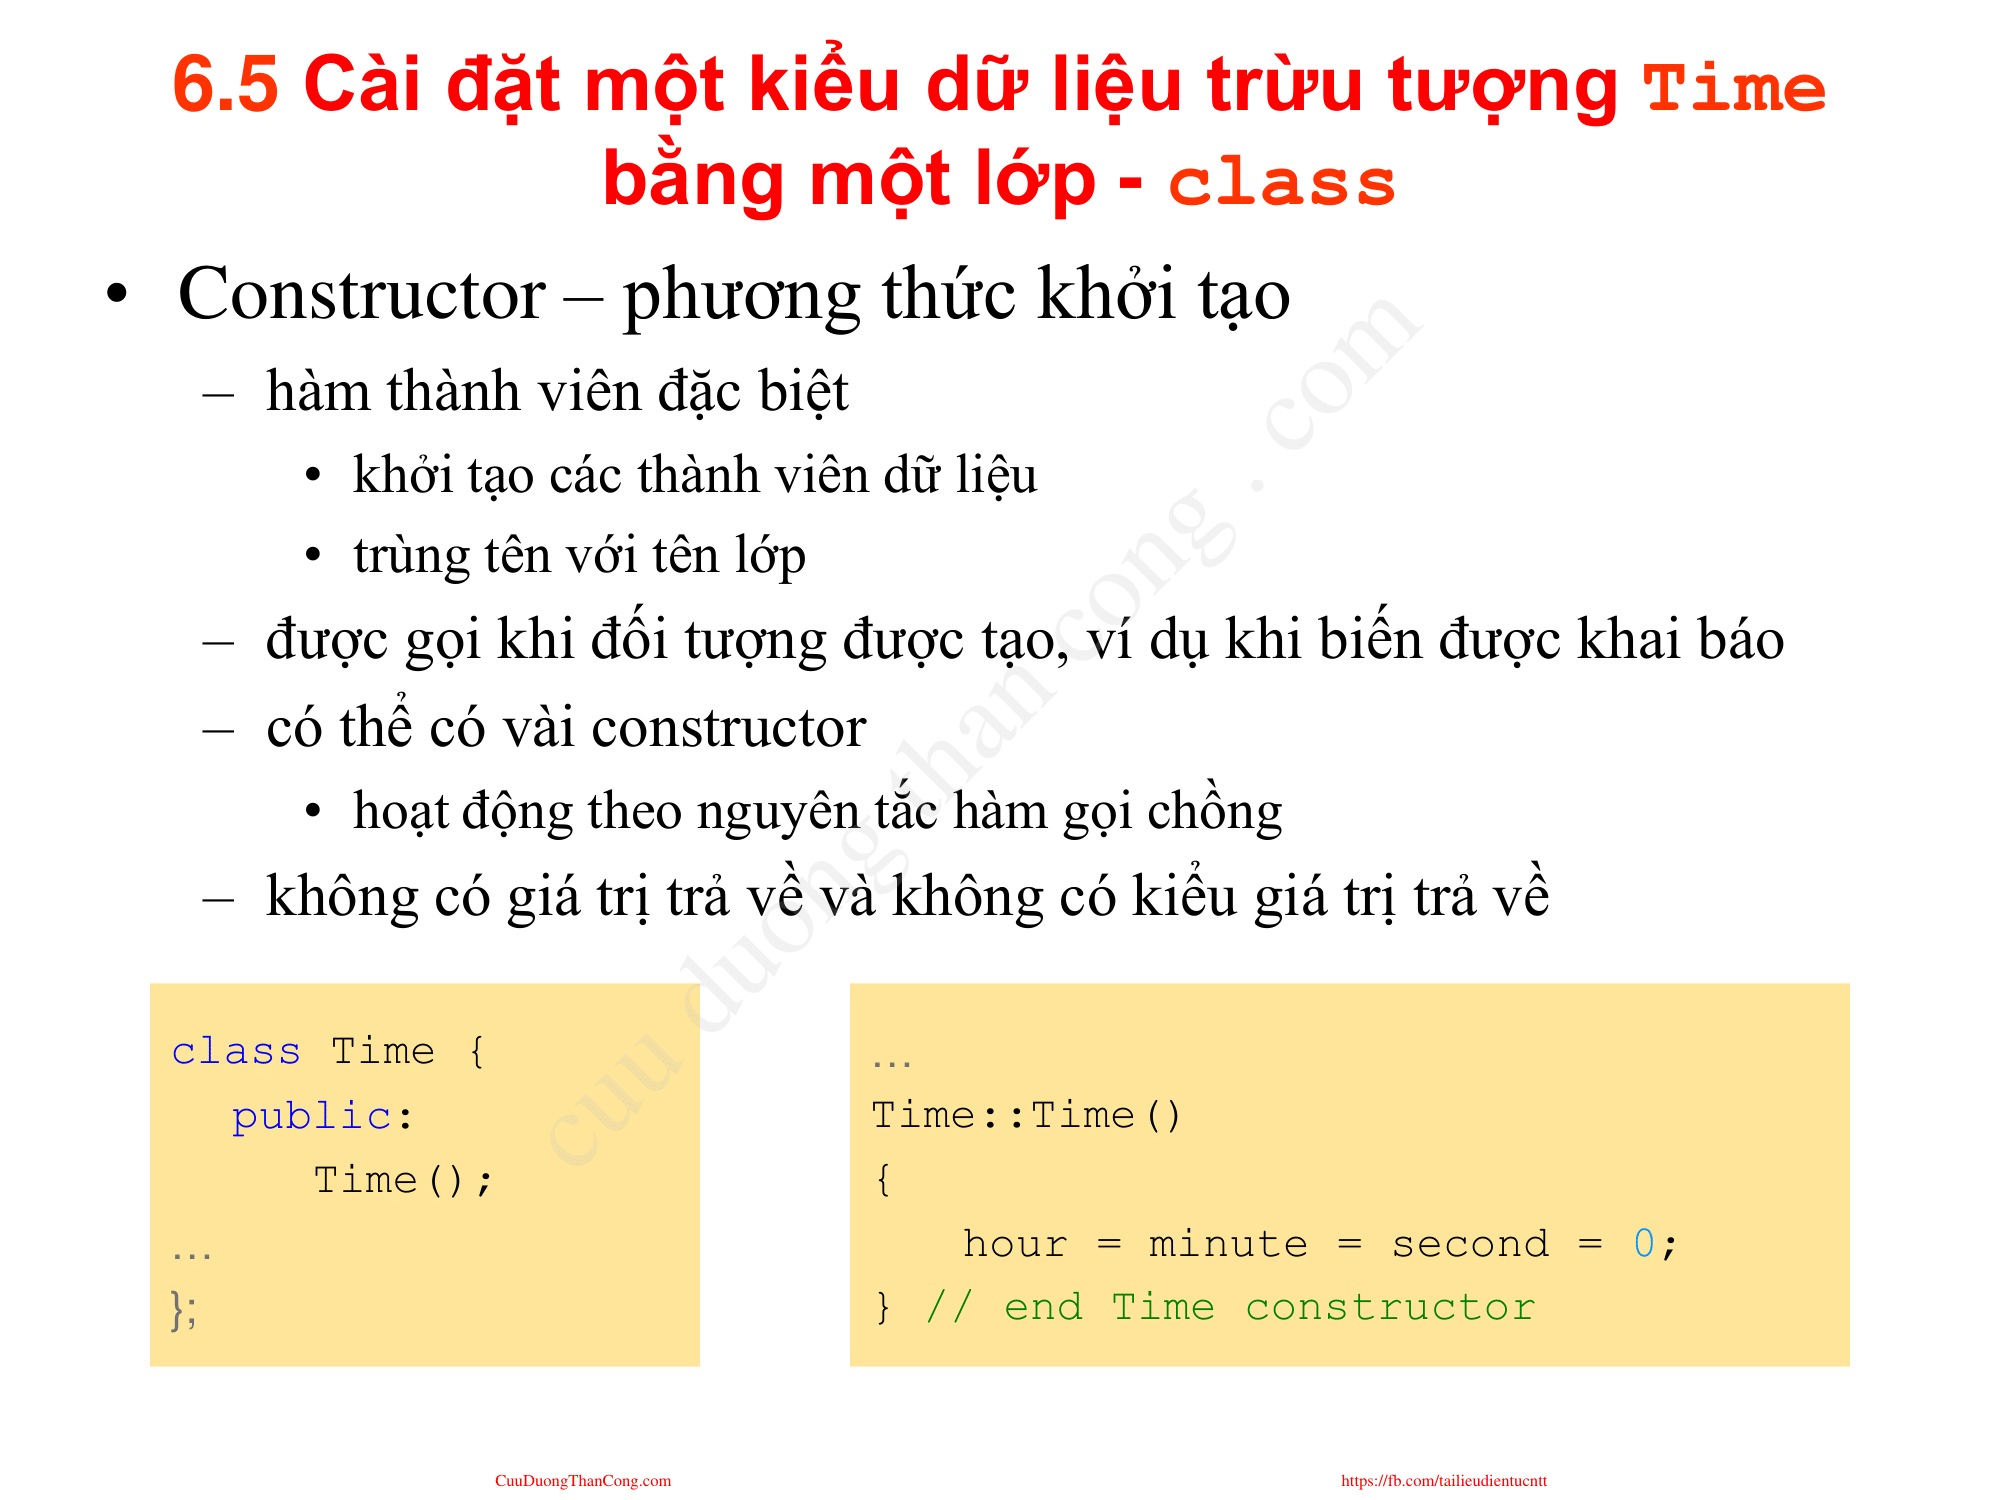 6.5 Cài đặt một kiểu dữ liệu trừu tượng Time
bằng một lớp - class
• Constructor – phương thức khởi tạo
– hàm thành viên đặc biệt
• khởi tạo các thành viên dữ liệu
• trùng tên với tên lớp
– được gọi khi đối tượng được tạo, ví dụ khi biến được khai báo
– có thể có vài constructor
• hoạt động theo nguyên tắc hàm gọi chồng
– không có giá trị trả về và không có kiểu giá trị trả về
class Time {
public:
Time();
…
};
…
Time::Time()
{
hour = minute = second = 0;
} // end Time constructor
cuu duong than cong . com
CuuDuongThanCong.com
https://fb.com/tailieudientucntt